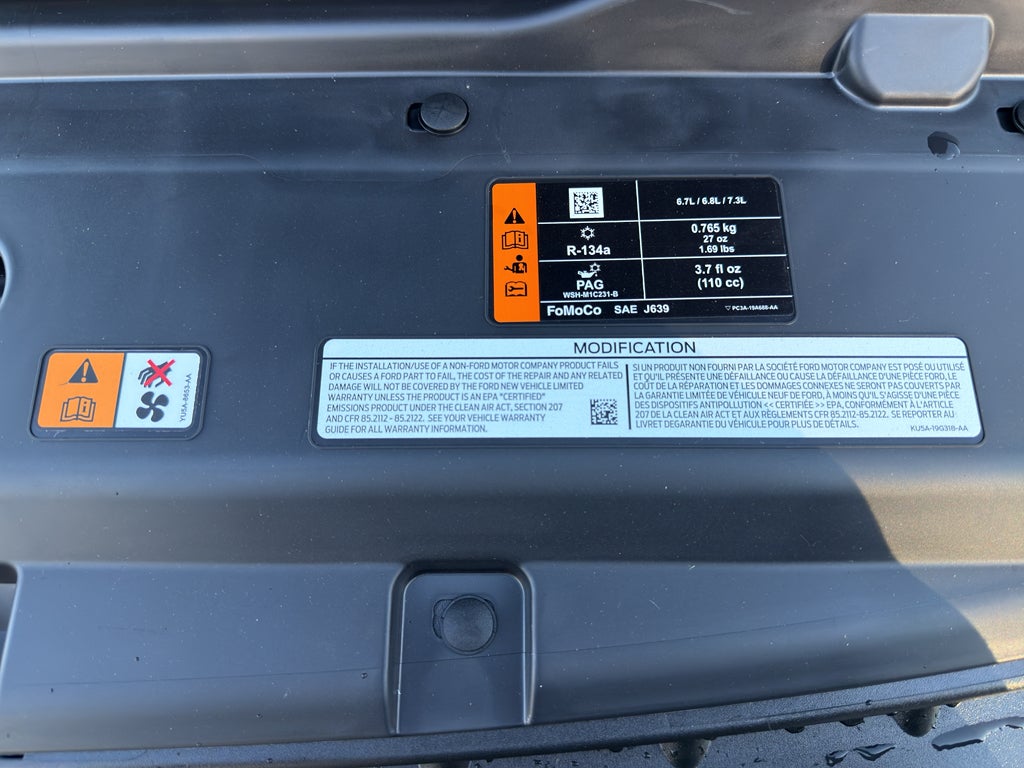 6.7L / 6.8L / 7.3L
R-134a
0.765 kg
27 oz
1.69 lbs
PAG
WSH-M1C231-B
3.7 fl oz
(110 cc)
FoMoCo SAE J639
PC3A-19A688-AA
YU5A-8653-AA
MODIFICATION
IF THE INSTALLATION/USE OF A NON-FORD MOTOR COMPANY PRODUCT FAILS
OR CAUSES A FORD PART TO FAIL, THE COST OF THE REPAIR AND ANY RELATED
DAMAGE WILL NOT BE COVERED BY THE FORD NEW VEHICLE LIMITED
WARRANTY UNLESS THE PRODUCT IS AN EPA "CERTIFIED"
EMISSIONS PRODUCT UNDER THE CLEAN AIR ACT, SECTION 207
AND CFR 85.2112 - 85.2122. SEE YOUR VEHICLE WARRANTY
GUIDE FOR ALL WARRANTY INFORMATION.
SI UN PRODUIT NON FOURNI PAR LA SOCIÉTÉ FORD MOTOR COMPANY EST POSÉ OU UTILISÉ
ET QU'IL PRÉSENTE UNE DÉFAILLANCE OU CAUSE LA DÉFAILLANCE D'UNE PIÈCE FORD, LE
COÛT DE LA RÉPARATION ET LES DOMMAGES CONNEXES NE SERONT PAS COUVERTS PAR
LA GARANTIE LIMITÉE DE VÉHICULE NEUF DE FORD, À MOINS QU'IL S'AGISSE D'UNE PIÈCE
DES DISPOSITIFS ANTIPOLLUTION << CERTIFIÉE >> EPA, CONFORMÉMENT À L'ARTICLE
207 DE LA CLEAN AIR ACT ET AUX RÈGLEMENTS CFR 85.2112-85.2122. SE REPORTER AU
LIVRET DEGARANTIE DU VÉHICULE POUR PLUS DE DÉTAILS.
KU5A-19G318-AA